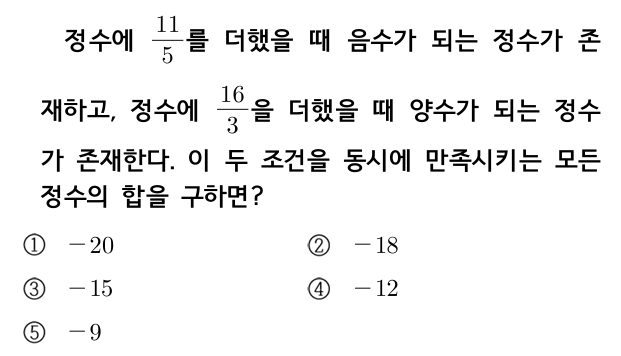 정수에 11/5를 더했을 때 음수가 되는 정수가 존
재하고, 정수에 16/3을 더했을 때 양수가 되는 정수
가 존재한다. 이 두 조건을 동시에 만족시키는 모든
정수의 합을 구하면?
① －20 ② －18
③ －15 ④ －12
⑤ －9